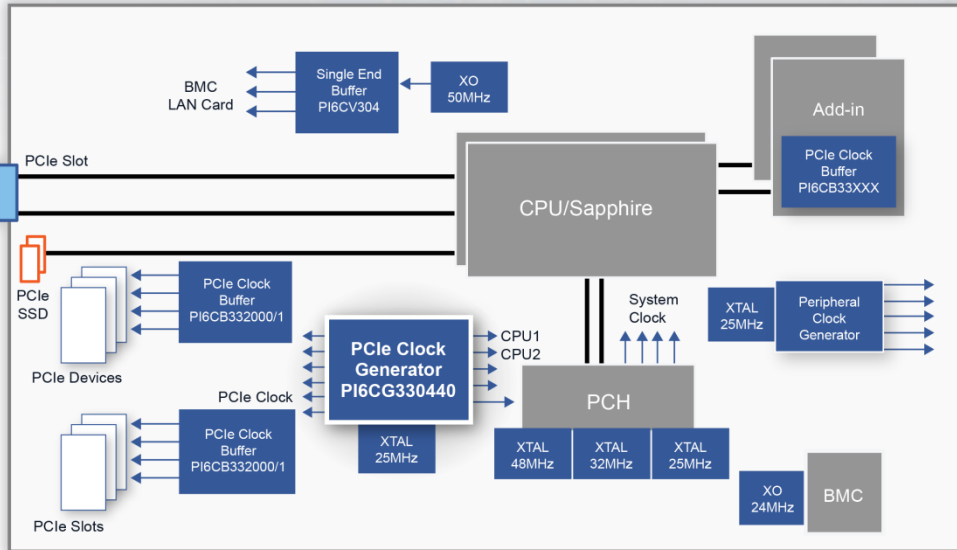 Single End
Buffer
PI6CV304
XO
50MHz
BMC
LAN Card
Add-in
PCIe Clock
Buffer
PI6CB33XXX
PCIe Slot
CPU/Sapphire
PCIe
SSD
PCIe Clock
Buffer
PI6CB332000/1
PCIe Devices
System
Clock
XTAL
25MHz
Peripheral
Clock
Generator
PCIe Clock
Generator
PI6CG330440
CPU1
CPU2
XTAL
25MHz
PCIe Clock
PCH
XTAL
48MHz
XTAL
32MHz
XTAL
25MHz
PCIe Clock
Buffer
PI6CB332000/1
PCIe Slots
XO
24MHz
BMC